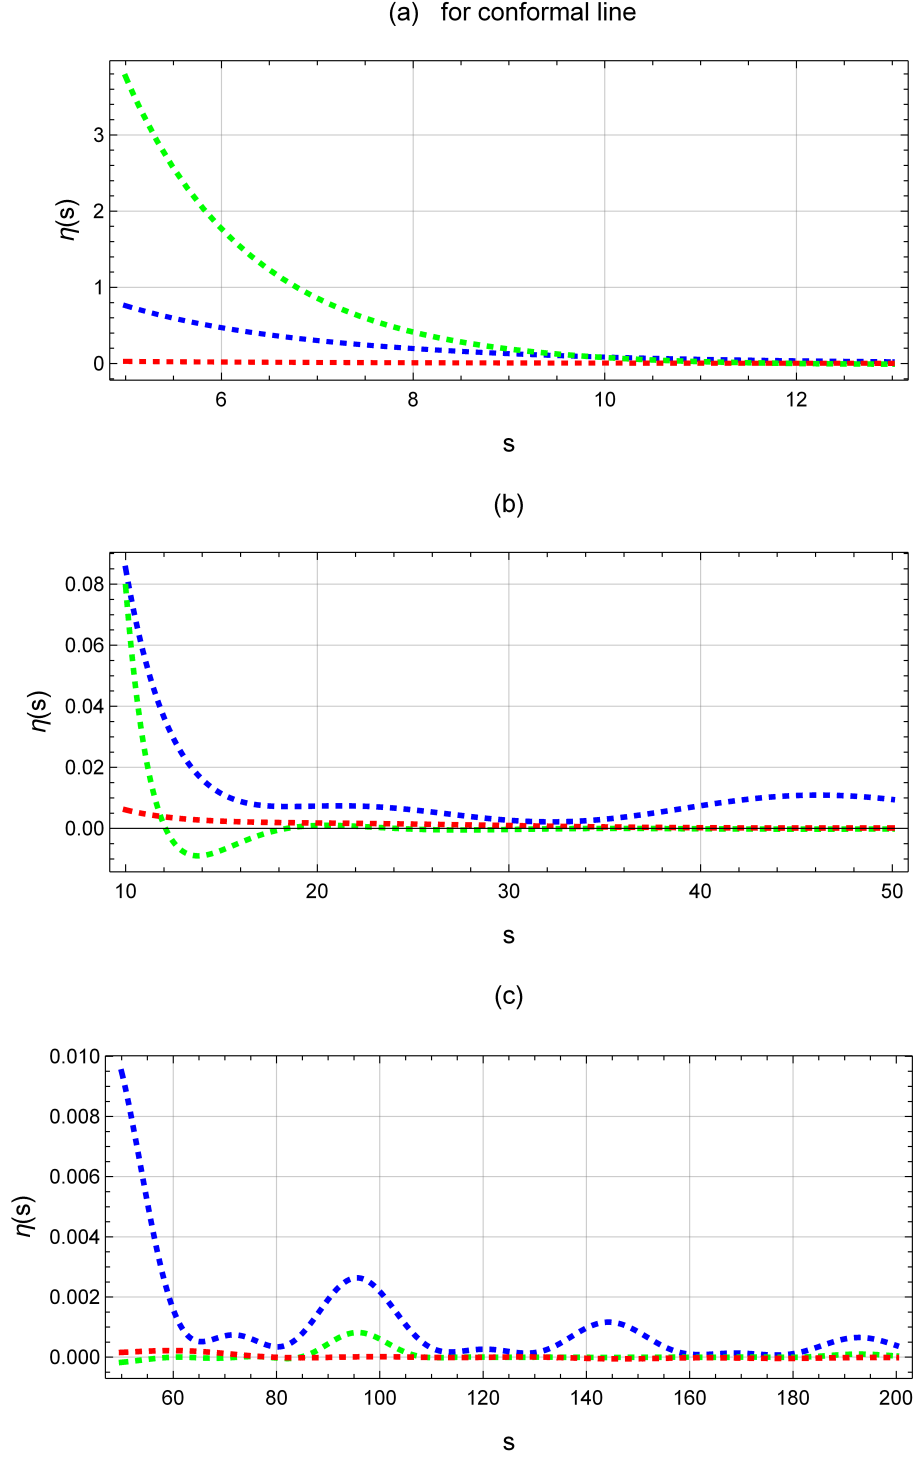 (a) for conformal line
3
2
1
0
η(s)
6 8 10 12
s
(b)
0.08
0.06
0.04
0.02
0.00
η(s)
10 20 30 40 50
s
(c)
0.010
0.008
0.006
0.004
0.002
0.000
η(s)
60 80 100 120 140 160 180 200
s